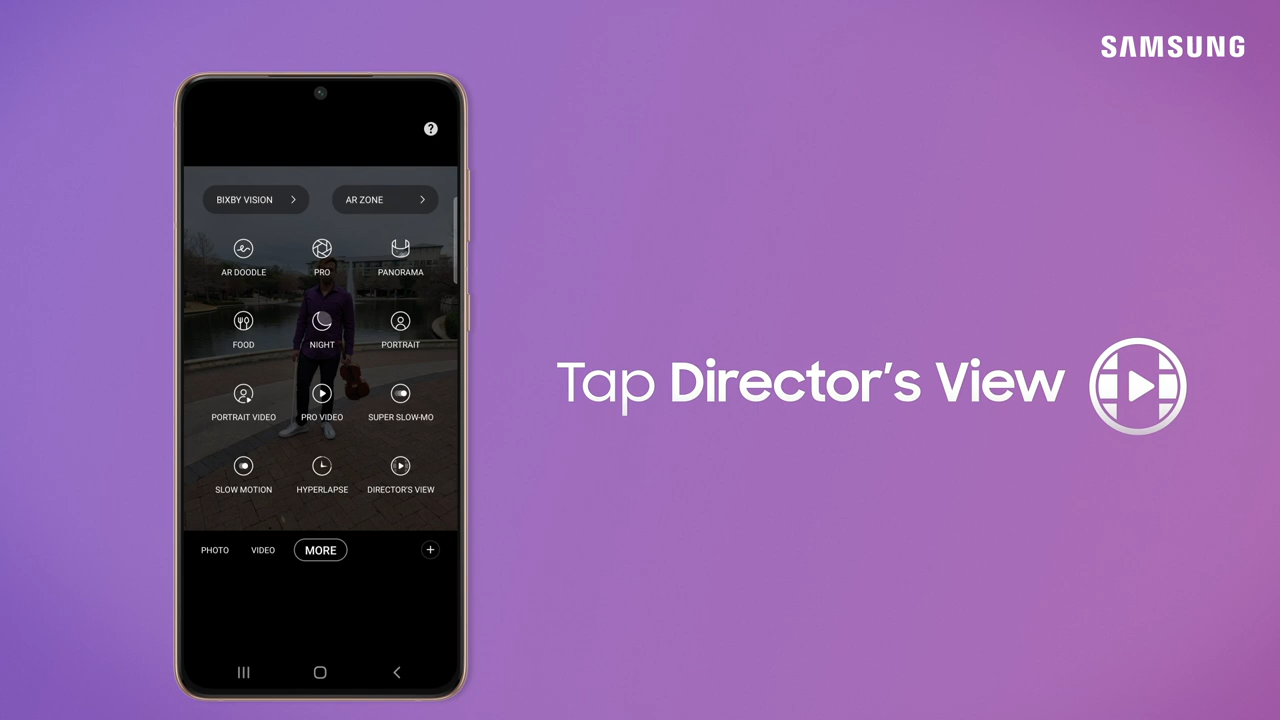 SAMSUNG
?
BIXBY VISION
AR ZONE
AR DOODLE
PRO
PANORAMA
FOOD
NIGHT
PORTRAIT
PORTRAIT VIDEO
PRO VIDEO
SUPER SLOW-MO
SLOW MOTION
HYPERLAPSE
DIRECTOR'S VIEW
PHOTO
VIDEO
MORE
Tap Director's View